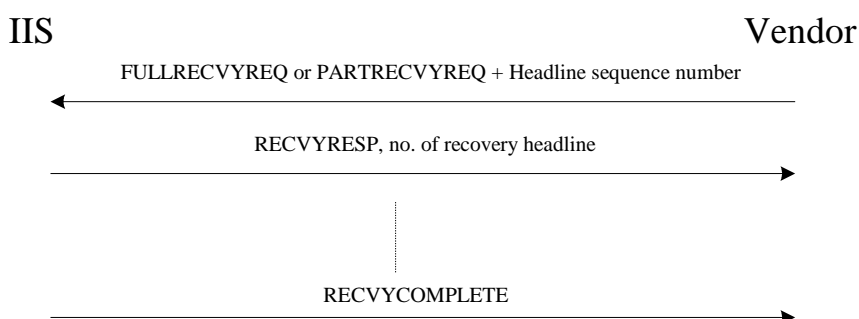 IIS Vendor
FULLRECVYREQ or PARTRECVYREQ + Headline sequence number
RECVYRESP, no. of recovery headline
RECVYCOMPLETE